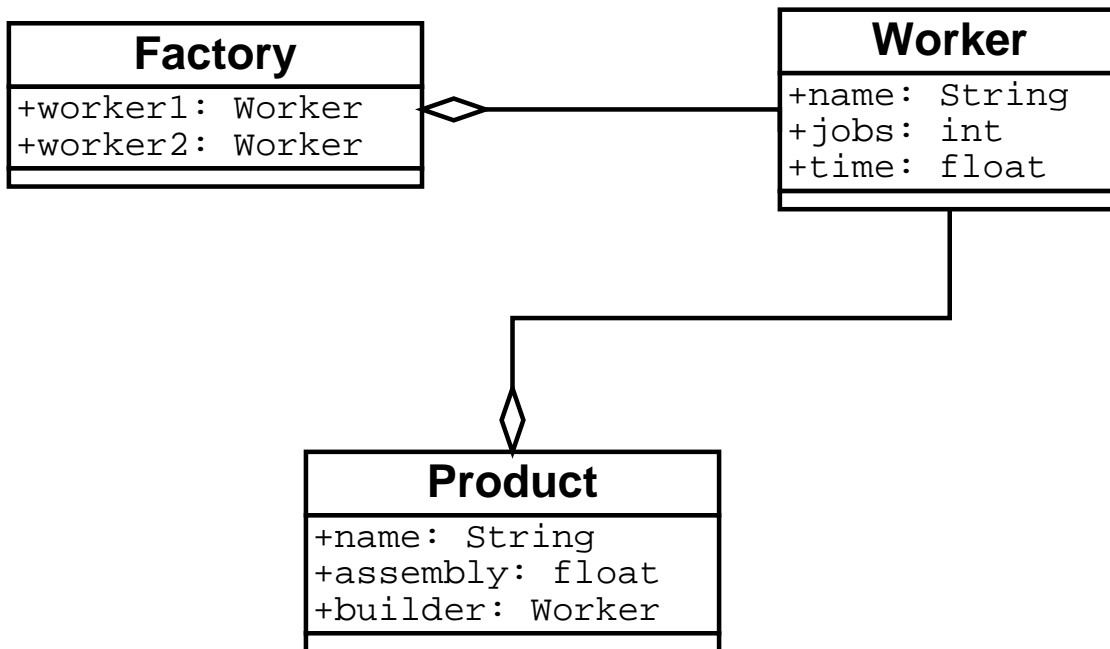 Factory
+worker1: Worker
+worker2: Worker
Worker
+name: String
+jobs: int
+time: float
Product
+name: String
+assembly: float
+builder: Worker